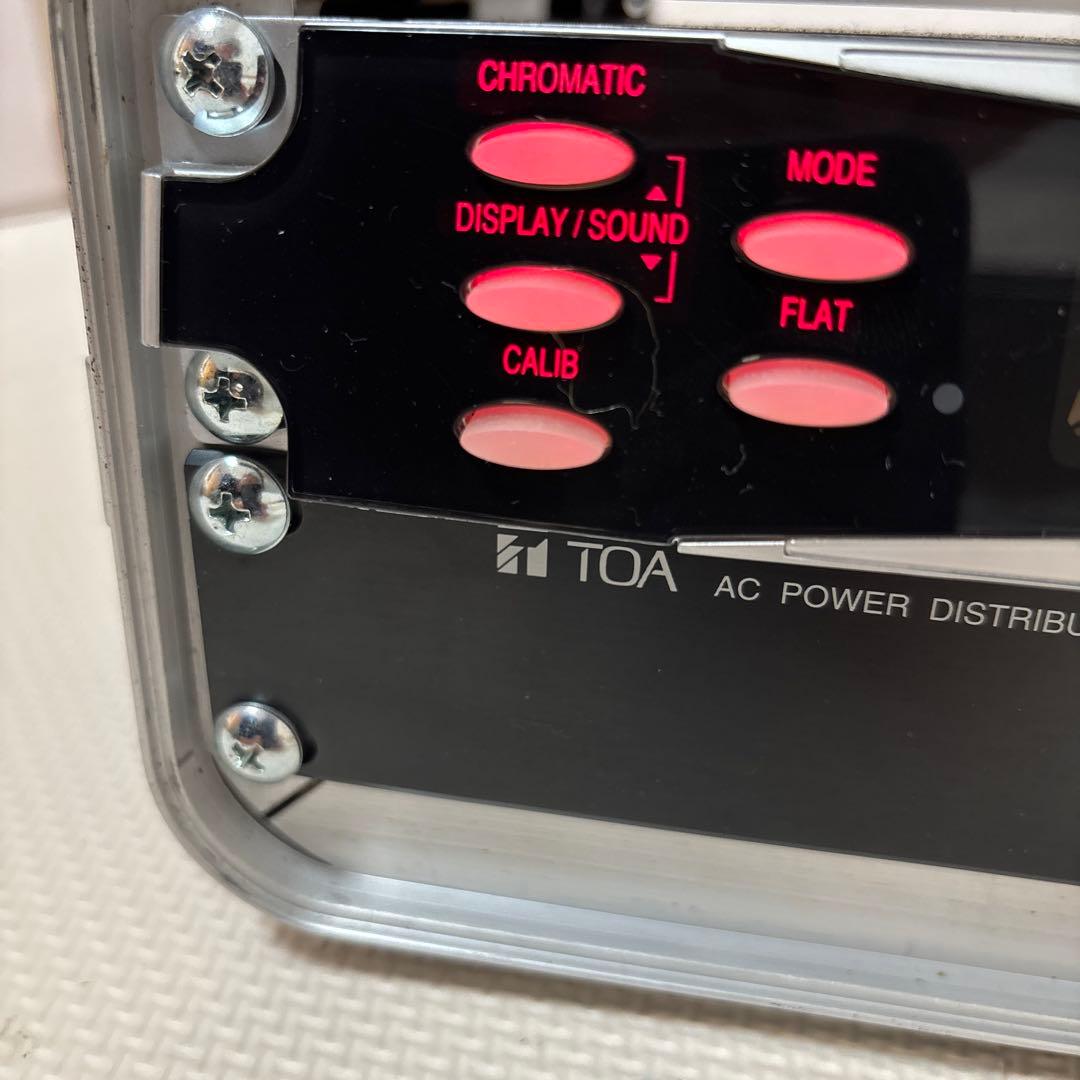 CHROMATIC
MODE
DISPLAY / SOUND
FLAT
CALIB
TOA AC POWER DISTRIBU